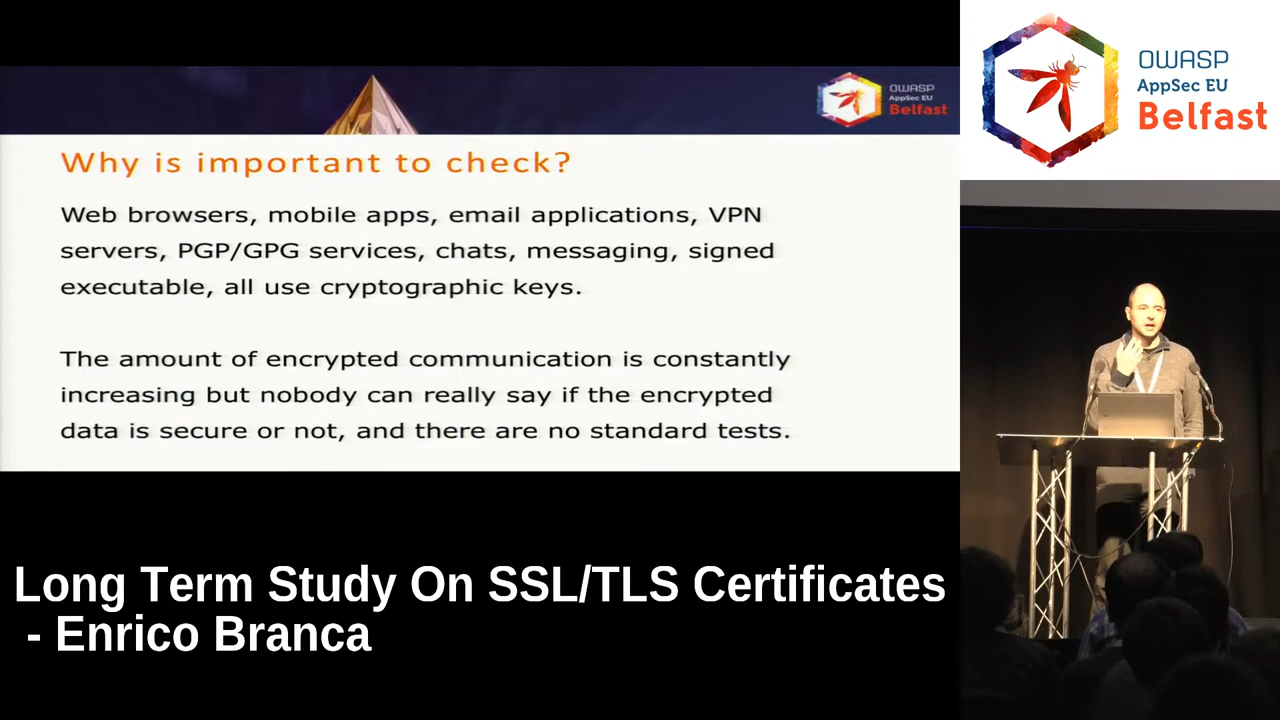 OWASP
AppSec EU
Belfast
Why is important to check?
Web browsers, mobile apps, email applications, VPN
servers, PGP/GPG services, chats, messaging, signed
executable, all use cryptographic keys.
The amount of encrypted communication is constantly
increasing but nobody can really say if the encrypted
data is secure or not, and there are no standard tests.
Long Term Study On SSL/TLS Certificates
- Enrico Branca
OWASP
AppSec EU
Belfast